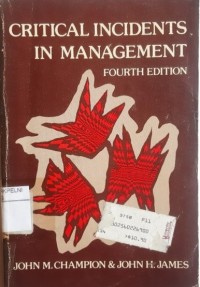 CRITICAL INCIDENTS
IN MANAGEMENT
FOURTH EDITION
JOHN M. CHAMPION & JOHN H. JAMES